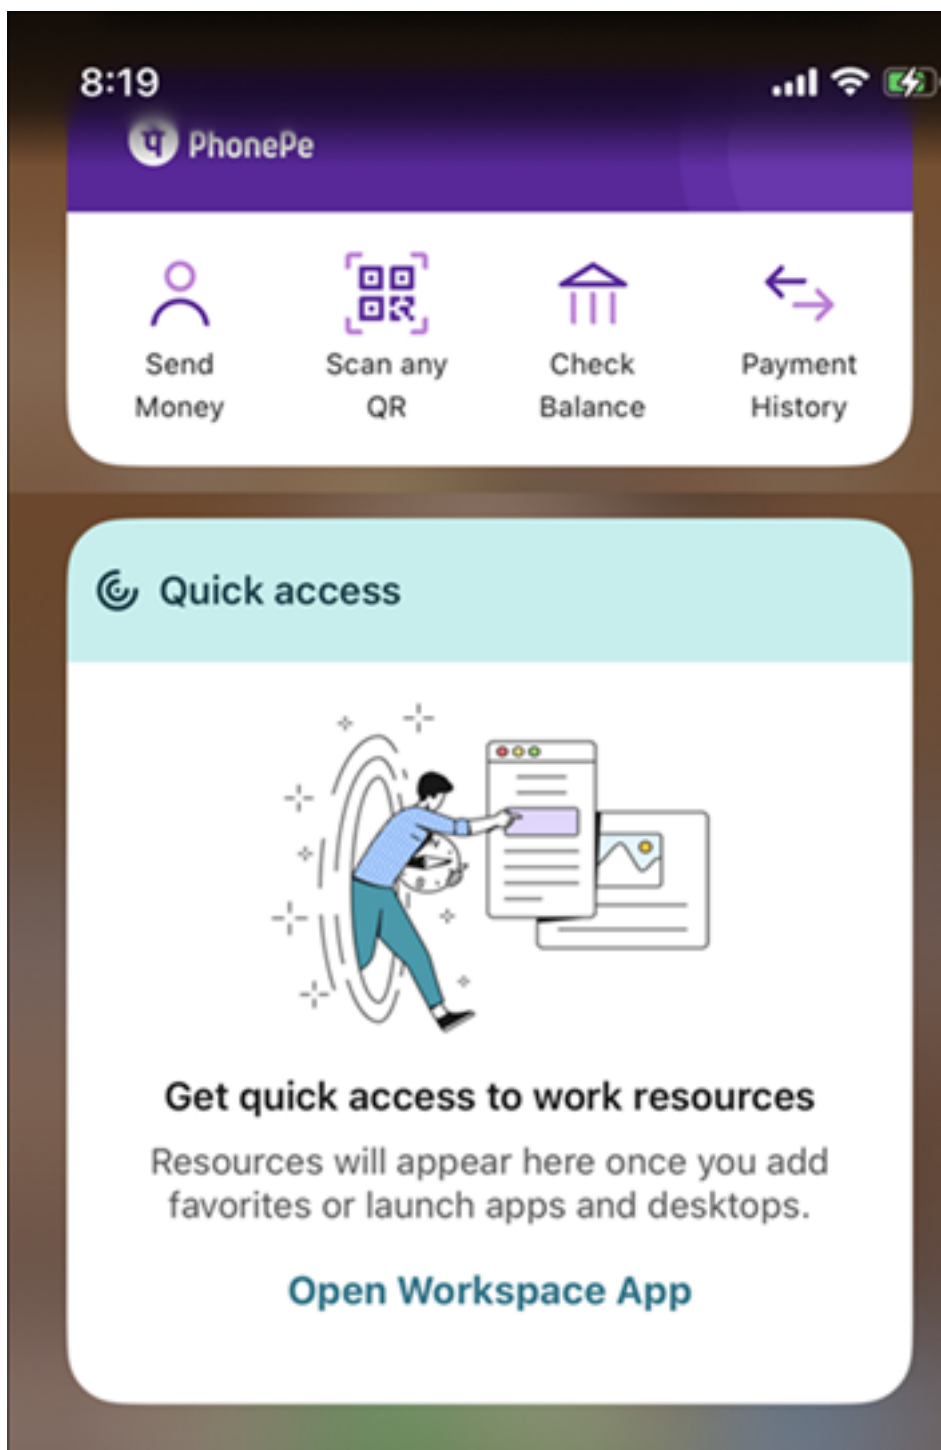 8:19
पे PhonePe
Send Scan any Check Payment
Money QR Balance History
Quick access
Get quick access to work resources
Resources will appear here once you add
favorites or launch apps and desktops.
Open Workspace App